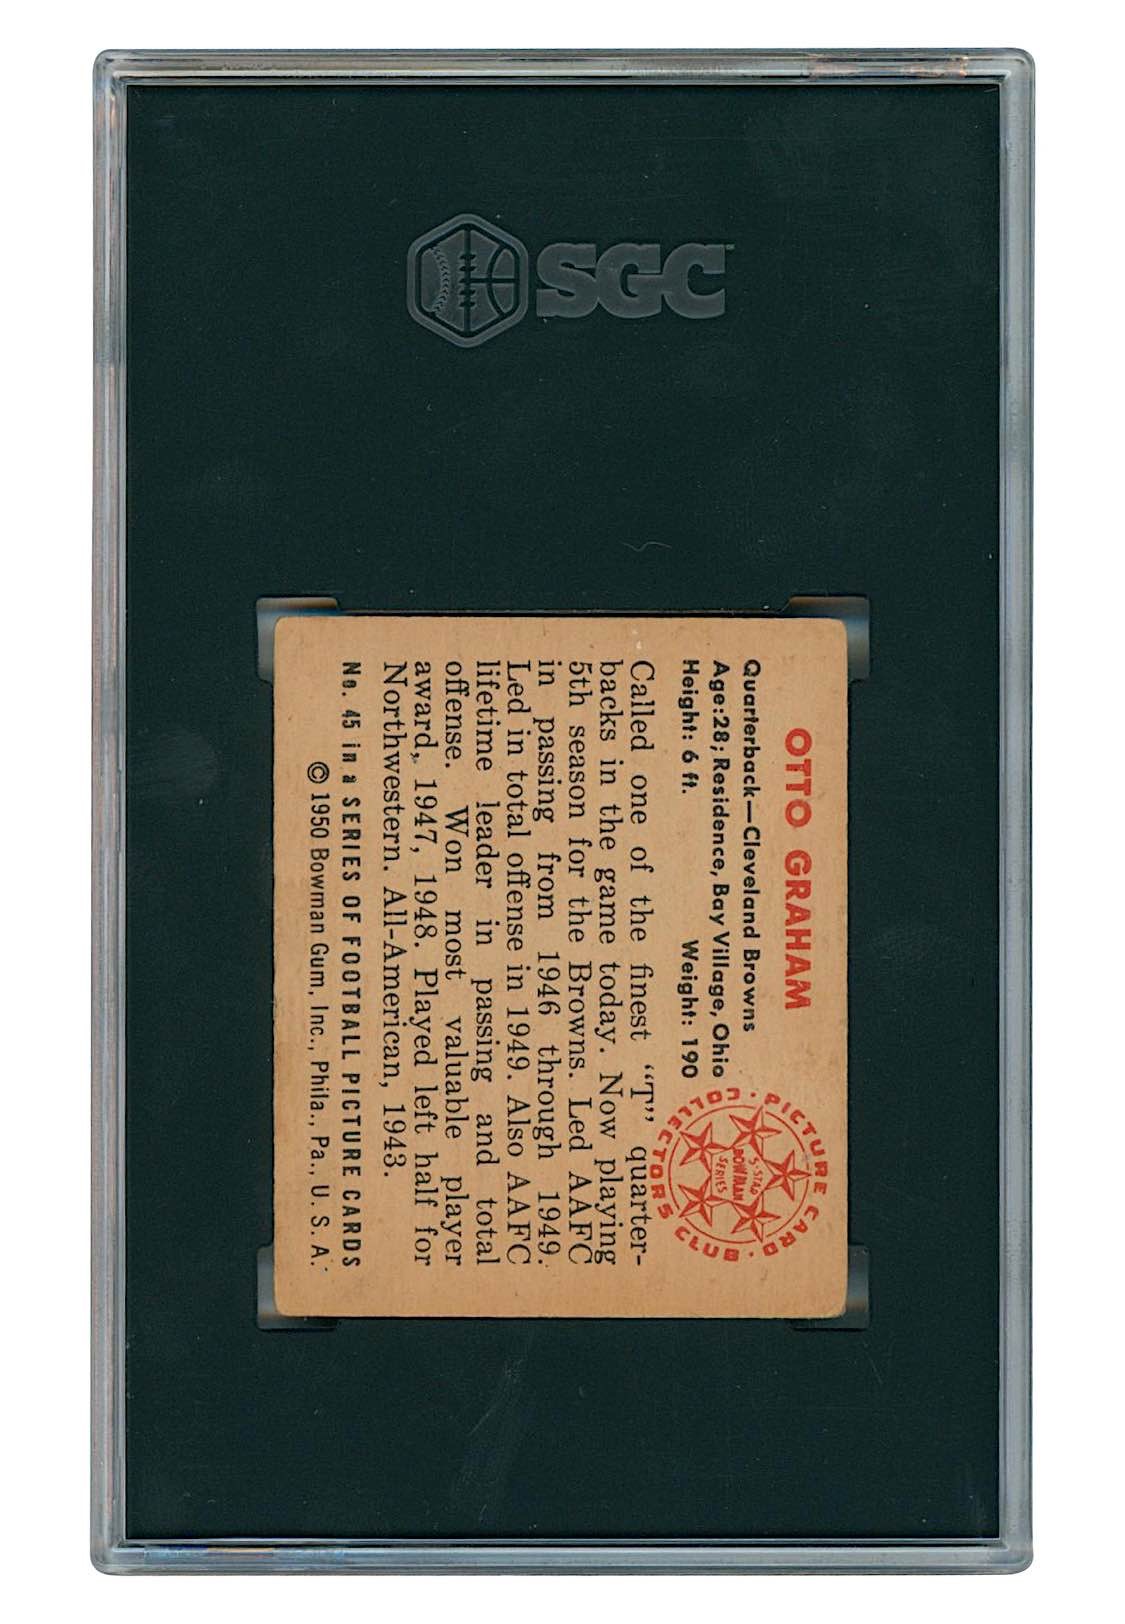 SGC
OTTO GRAHAM
Quarterback—Cleveland Browns
Age:28; Residence, Bay Village, Ohio
Height: 6 ft. Weight: 190
PICTURE CARD
COLLECTORS CLUB
5-STAR
BOWMAN
SERIES
Called one of the finest “T” quarter-
backs in the game today. Now playing
5th season for the Browns. Led AAFC
in passing from 1946 through 1949.
Led in total offense in 1949. Also AAFC
lifetime leader in passing and total
offense. Won most valuable player
award, 1947, 1948. Played left half for
Northwestern. All-American, 1943.
No. 45 in a SERIES OF FOOTBALL PICTURE CARDS
© 1950 Bowman Gum, Inc., Phila., Pa., U. S. A.